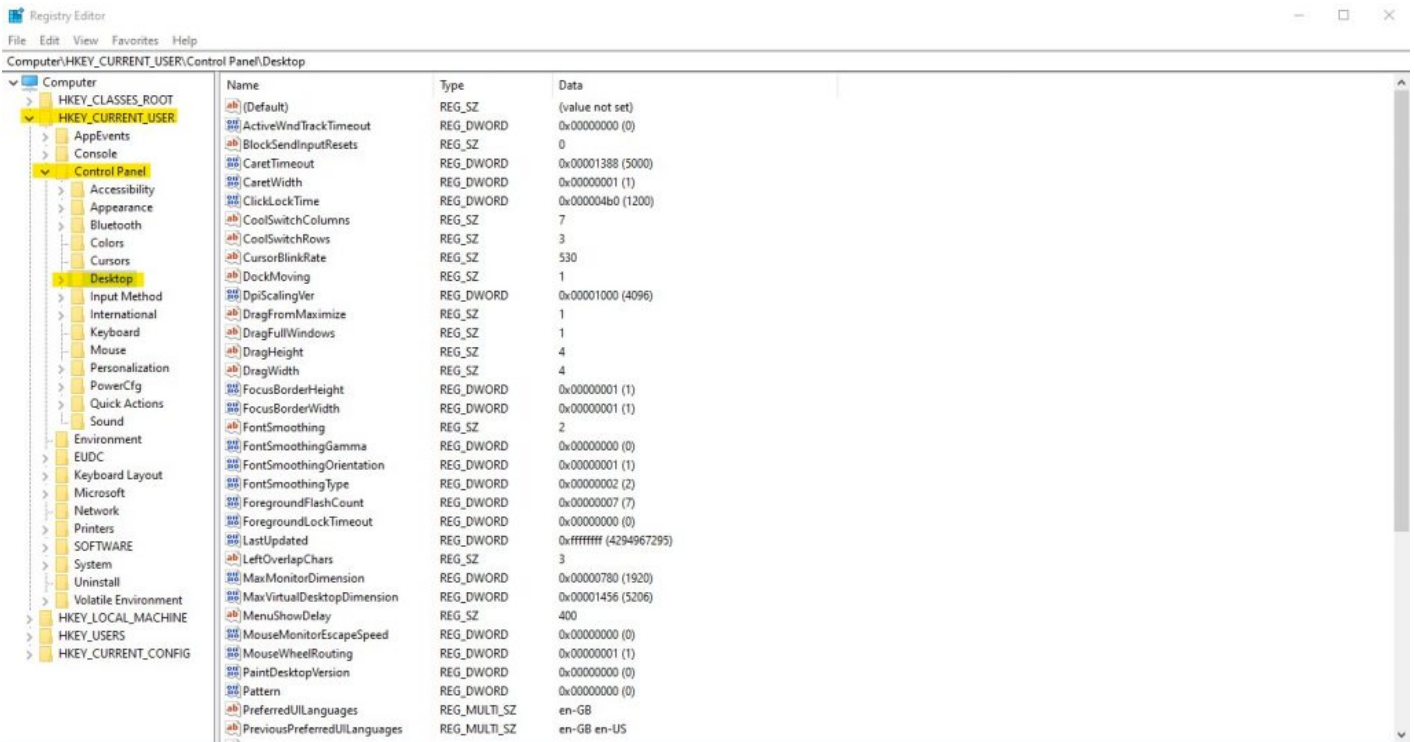 Registry Editor
File Edit View Favorites Help
Computer\HKEY_CURRENT_USER\Control Panel\Desktop
Computer
HKEY_CLASSES_ROOT
HKEY_CURRENT_USER
AppEvents
Console
Control Panel
Accessibility
Appearance
Bluetooth
Colors
Cursors
Desktop
Input Method
International
Keyboard
Mouse
Personalization
PowerCfg
Quick Actions
Sound
Environment
EUDC
Keyboard Layout
Microsoft
Network
Printers
SOFTWARE
System
Uninstall
Volatile Environment
HKEY_LOCAL_MACHINE
HKEY_USERS
HKEY_CURRENT_CONFIG
Name Type Data
(Default) REG_SZ (value not set)
ActiveWndTrackTimeout REG_DWORD 0x00000000 (0)
BlockSendInputResets REG_SZ 0
CaretTimeout REG_DWORD 0x00001388 (5000)
CaretWidth REG_DWORD 0x00000001 (1)
ClickLockTime REG_DWORD 0x000004b0 (1200)
CoolSwitchColumns REG_SZ 7
CoolSwitchRows REG_SZ 3
CursorBlinkRate REG_SZ 530
DockMoving REG_SZ 1
DpiScalingVer REG_DWORD 0x00001000 (4096)
DragFromMaximize REG_SZ 1
DragFullWindows REG_SZ 1
DragHeight REG_SZ 4
DragWidth REG_SZ 4
FocusBorderHeight REG_DWORD 0x00000001 (1)
FocusBorderWidth REG_DWORD 0x00000001 (1)
FontSmoothing REG_SZ 2
FontSmoothingGamma REG_DWORD 0x00000000 (0)
FontSmoothingOrientation REG_DWORD 0x00000001 (1)
FontSmoothingType REG_DWORD 0x00000002 (2)
ForegroundFlashCount REG_DWORD 0x00000007 (7)
ForegroundLockTimeout REG_DWORD 0x00000000 (0)
LastUpdated REG_DWORD 0xffffffff (4294967295)
LeftOverlapChars REG_SZ 3
MaxMonitorDimension REG_DWORD 0x00000780 (1920)
MaxVirtualDesktopDimension REG_DWORD 0x00001456 (5206)
MenuShowDelay REG_SZ 400
MouseMonitorEscapeSpeed REG_DWORD 0x00000000 (0)
MouseWheelRouting REG_DWORD 0x00000001 (1)
PaintDesktopVersion REG_DWORD 0x00000000 (0)
Pattern REG_DWORD 0x00000000 (0)
PreferredUILanguages REG_MULTI_SZ en-GB
PreviousPreferredUILanguages REG_MULTI_SZ en-GB en-US